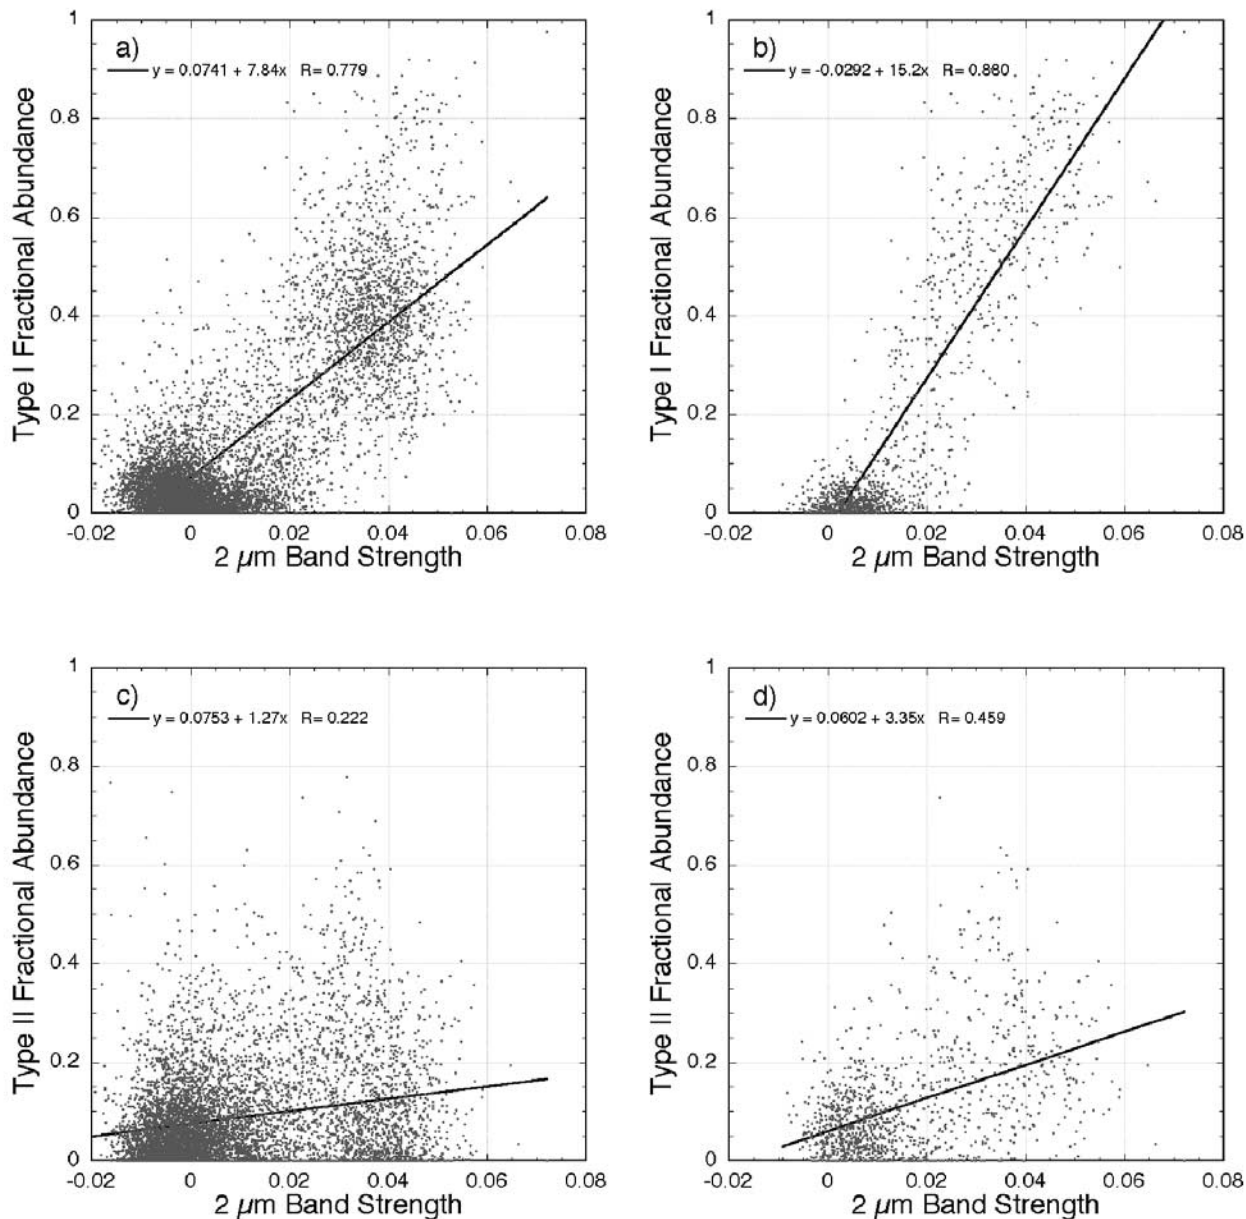 a)
y = 0.0741 + 7.84x R= 0.779
1
0.8
0.6
0.4
0.2
0
Type I Fractional Abundance
-0.02 0 0.02 0.04 0.06 0.08
2 µm Band Strength
b)
y = -0.0292 + 15.2x R= 0.880
1
0.8
0.6
0.4
0.2
0
Type I Fractional Abundance
-0.02 0 0.02 0.04 0.06 0.08
2 µm Band Strength
c)
y = 0.0753 + 1.27x R= 0.222
1
0.8
0.6
0.4
0.2
0
Type II Fractional Abundance
-0.02 0 0.02 0.04 0.06 0.08
2 µm Band Strength
d)
y = 0.0602 + 3.35x R= 0.459
1
0.8
0.6
0.4
0.2
0
Type II Fractional Abundance
-0.02 0 0.02 0.04 0.06 0.08
2 µm Band Strength